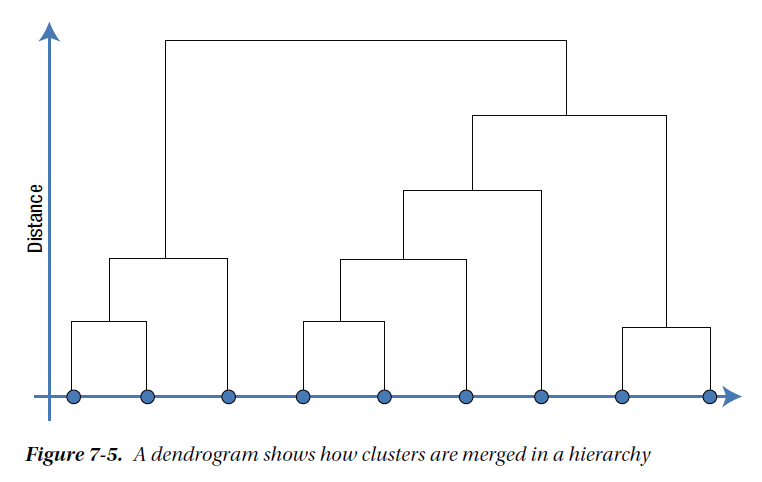 Distance
Figure 7-5. A dendrogram shows how clusters are merged in a hierarchy